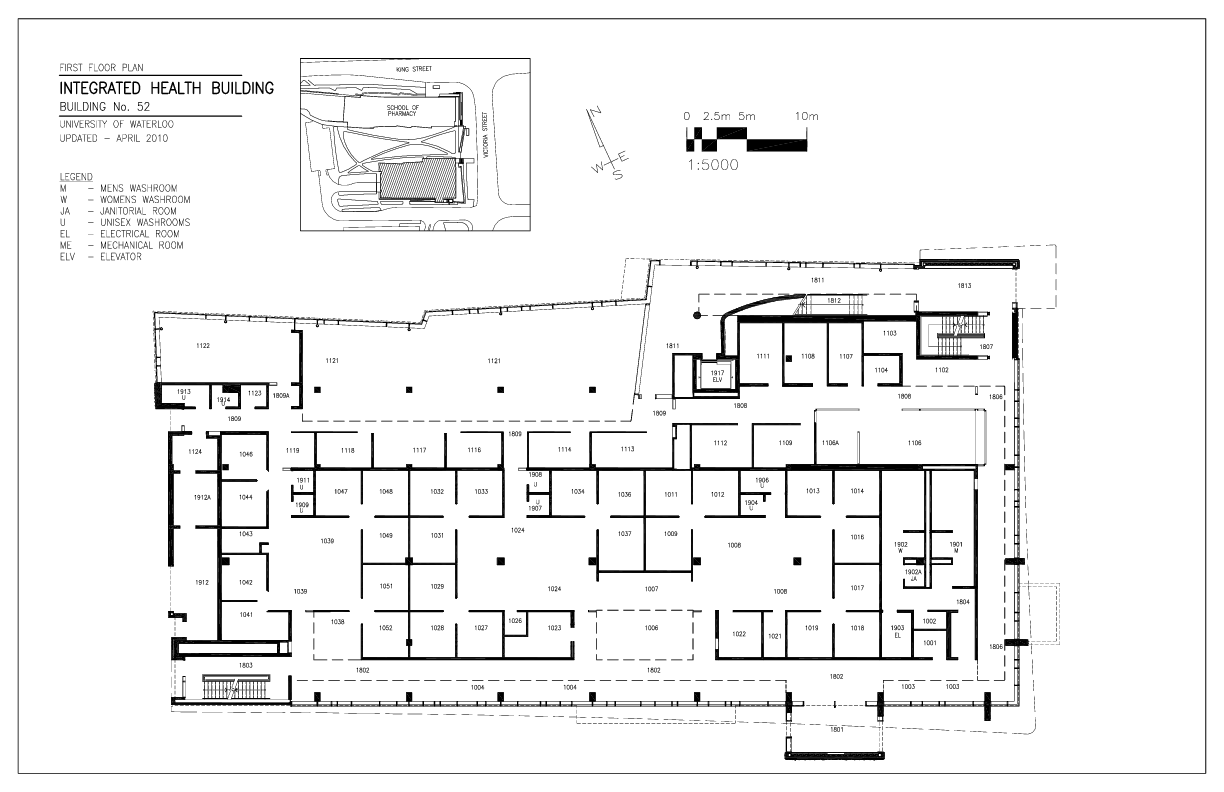 FIRST FLOOR PLAN
INTEGRATED HEALTH BUILDING
BUILDING No. 52
UNIVERSITY OF WATERLOO
UPDATED – APRIL 2010
LEGEND
M – MENS WASHROOM
W – WOMENS WASHROOM
JA – JANITORIAL ROOM
U – UNISEX WASHROOMS
EL – ELECTRICAL ROOM
ME – MECHANICAL ROOM
ELV – ELEVATOR
KING STREET
SCHOOL OF
PHARMACY
VICTORIA STREET
N
W E
S
0 2.5m 5m 10m
1:5000
1811 1813
1812
1122 1121 1121 1811 1111 1108 1107 1103 1807
1917
ELV
1104 1102
1913
U
1914
U
1123 1809A 1808 1808 1806
1809 1809
1809
1124 1046 1119 1118 1117 1116 1114 1113 1112 1109 1106A 1106
1912A 1044
1911
U
1909
U
1047 1048 1032 1033
1908
U
U
1907
1034 1036 1011 1012
1906
U
1904
U
1013 1014
1043 1039 1049 1031 1024 1037 1009 1008 1016
1902
W
1901
M
1902A
JA
1912 1042 1039 1051 1029 1024 1007 1008 1017 1804
1041 1038 1052 1028 1027 1026 1023 1006 1022 1021 1019 1018
1903
EL
1002
1001
1806
1803 1802 1802 1802
1004 1004 1003 1003
1801